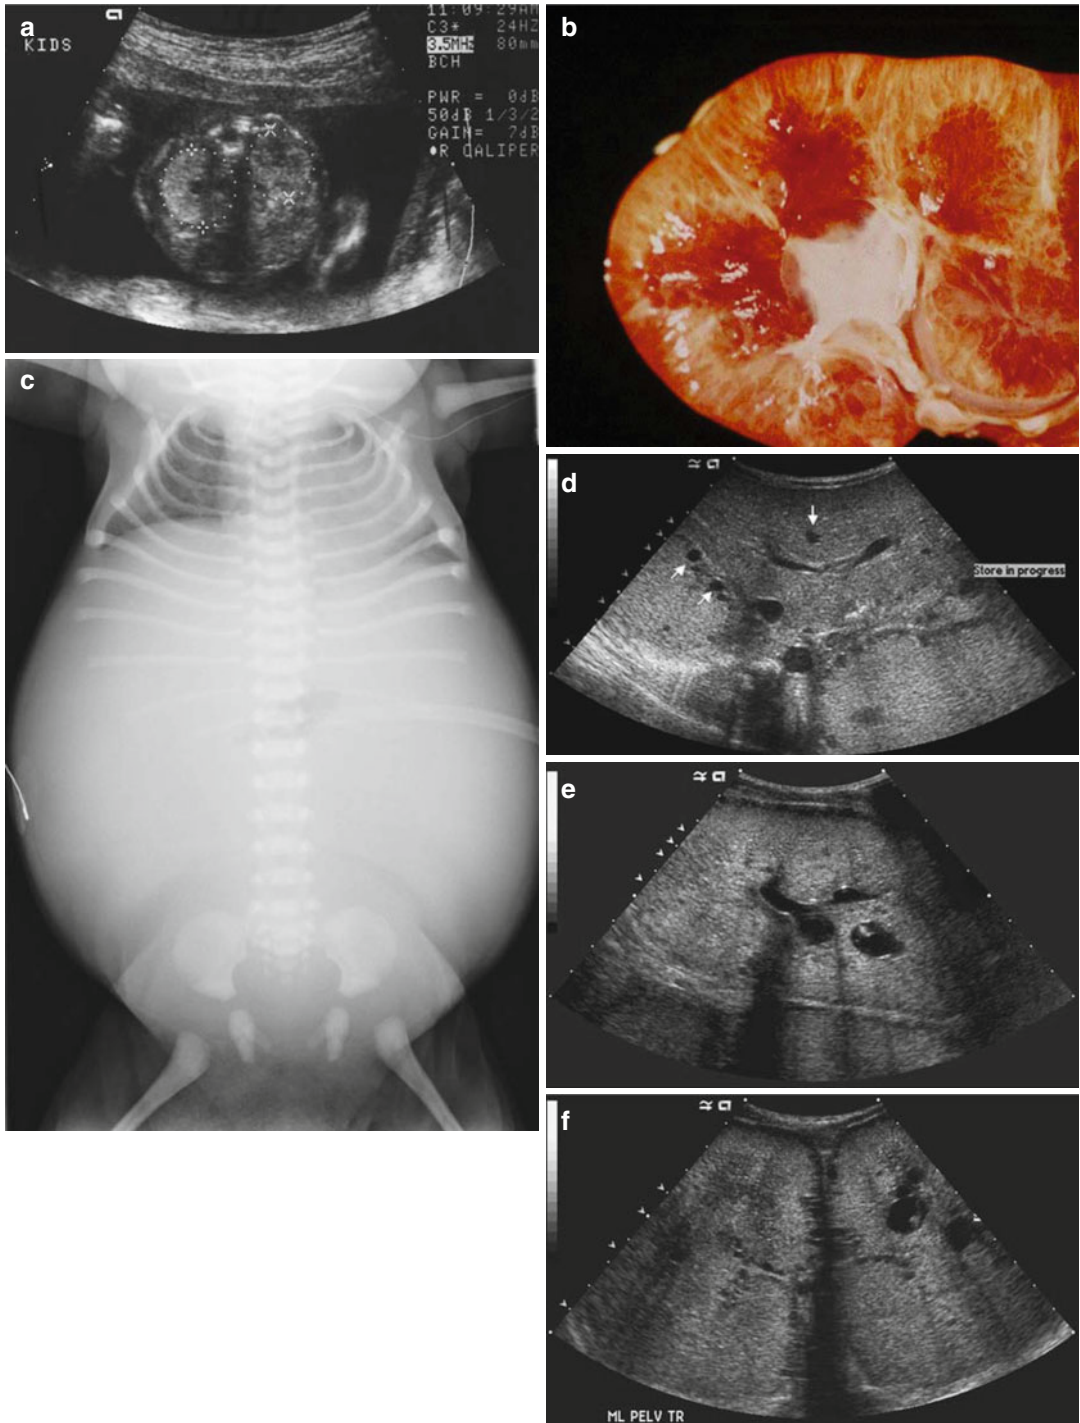 a
KIDS
11:09:29AM
C3* 24HZ
3.5MHz 80mm
BCH
PWR = 0dB
50dB 1/3/2
GAIN= 7dB
R CALIPER
b
c
d
Store in progress
e
f
ML PELV TR